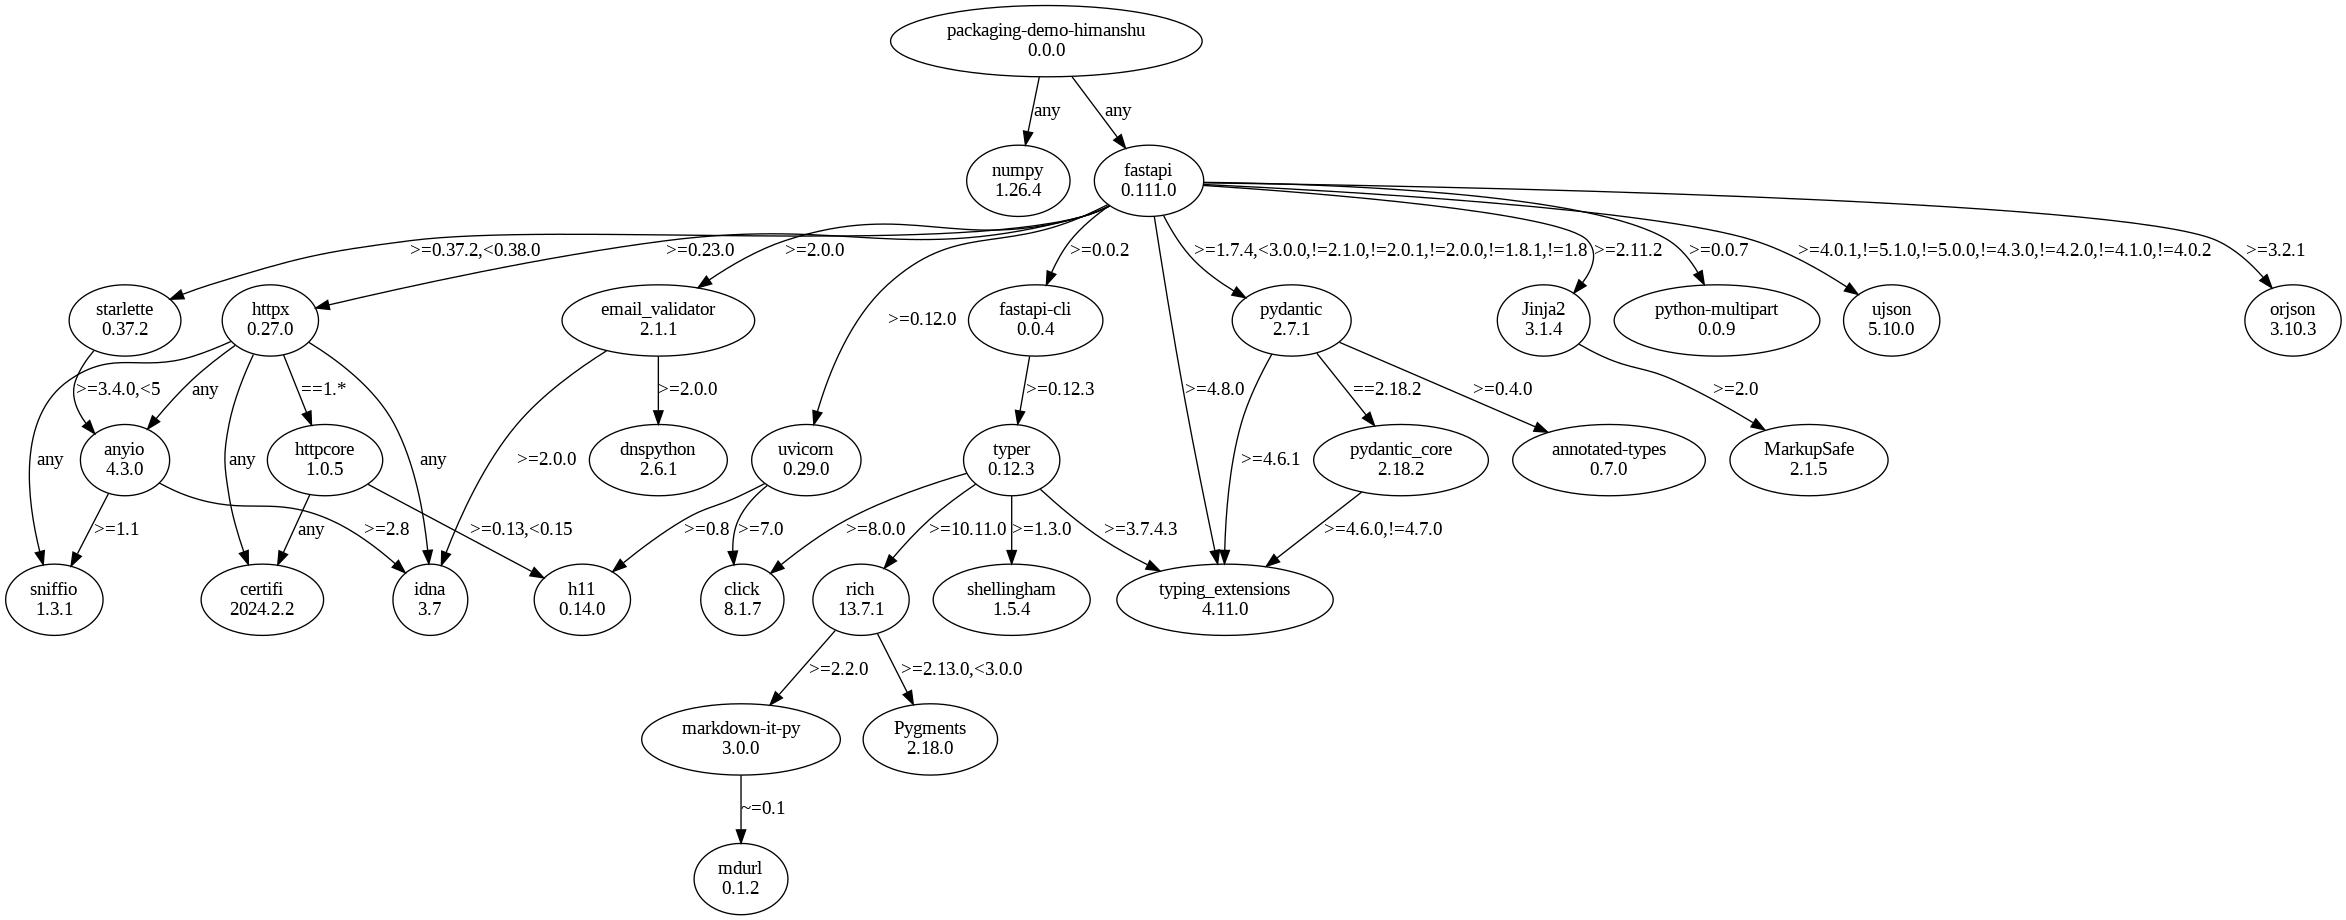 packaging-demo-himanshu
0.0.0
any
any
numpy
1.26.4
fastapi
0.111.0
>=0.37.2,<0.38.0
>=0.23.0
>=2.0.0
>=0.0.2
>=1.7.4,<3.0.0,!=2.1.0,!=2.0.1,!=2.0.0,!=1.8.1,!=1.8
>=2.11.2
>=0.0.7
>=4.0.1,!=5.1.0,!=5.0.0,!=4.3.0,!=4.2.0,!=4.1.0,!=4.0.2
>=3.2.1
starlette
0.37.2
httpx
0.27.0
email_validator
2.1.1
>=0.12.0
fastapi-cli
0.0.4
pydantic
2.7.1
Jinja2
3.1.4
python-multipart
0.0.9
ujson
5.10.0
orjson
3.10.3
>=3.4.0,<5
any
==1.*
>=2.0.0
>=0.12.3
>=4.8.0
==2.18.2
>=0.4.0
>=2.0
any
anyio
4.3.0
any
httpcore
1.0.5
any
>=2.0.0
dnspython
2.6.1
uvicorn
0.29.0
typer
0.12.3
>=4.6.1
pydantic_core
2.18.2
annotated-types
0.7.0
MarkupSafe
2.1.5
>=1.1
any
>=2.8
>=0.13,<0.15
>=0.8
>=7.0
>=8.0.0
>=10.11.0
>=1.3.0
>=3.7.4.3
>=4.6.0,!=4.7.0
sniffio
1.3.1
certifi
2024.2.2
idna
3.7
h11
0.14.0
click
8.1.7
rich
13.7.1
shellingham
1.5.4
typing_extensions
4.11.0
>=2.2.0
>=2.13.0,<3.0.0
markdown-it-py
3.0.0
Pygments
2.18.0
~=0.1
mdurl
0.1.2